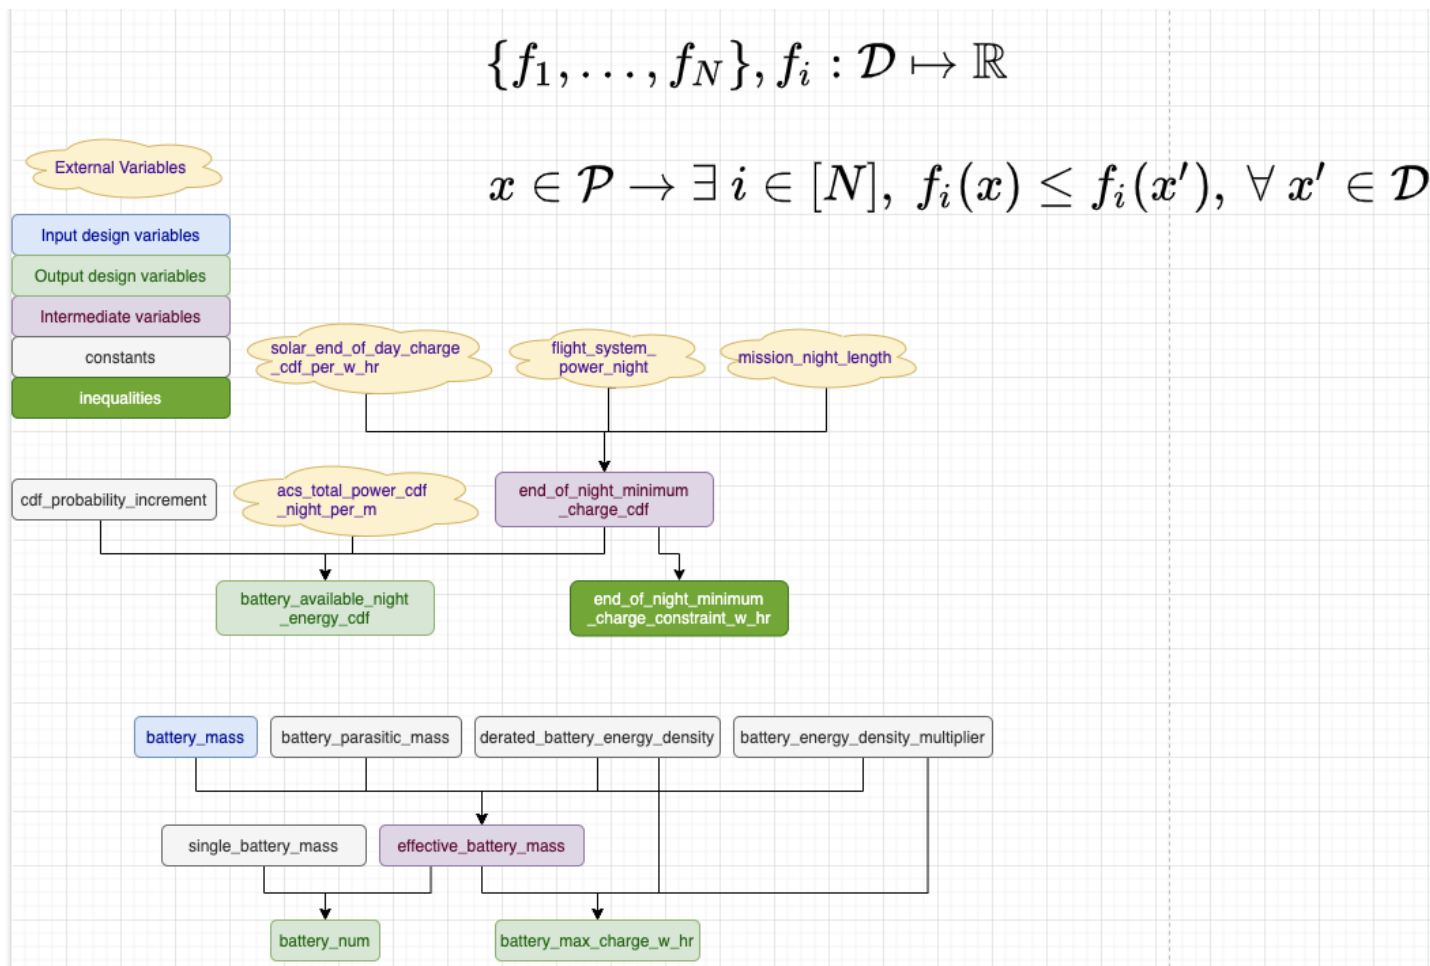 {f_1, . . . , f_N}, f_i : 𝒟 ↦ ℝ
x ∈ 𝒫 → ∃ i ∈ [N], f_i(x) ≤ f_i(x′), ∀ x′ ∈ 𝒟
External Variables
Input design variables
Output design variables
Intermediate variables
constants
inequalities
solar_end_of_day_charge
_cdf_per_w_hr
flight_system_
power_night
mission_night_length
cdf_probability_increment
acs_total_power_cdf
_night_per_m
end_of_night_minimum
_charge_cdf
battery_available_night
_energy_cdf
end_of_night_minimum
_charge_constraint_w_hr
battery_mass
battery_parasitic_mass
derated_battery_energy_density
battery_energy_density_multiplier
single_battery_mass
effective_battery_mass
battery_num
battery_max_charge_w_hr